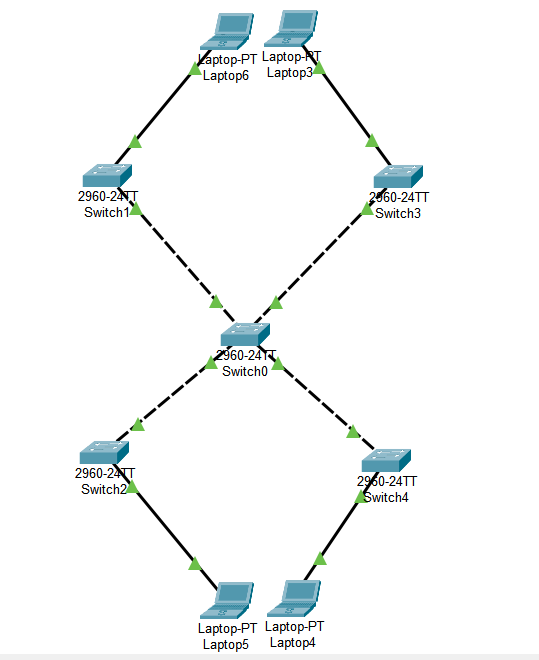 Laptop-PT
Laptop6
Laptop-PT
Laptop3
2960-24TT
Switch1
2960-24TT
Switch3
2960-24TT
Switch0
2960-24TT
Switch2
2960-24TT
Switch4
Laptop-PT
Laptop5
Laptop-PT
Laptop4